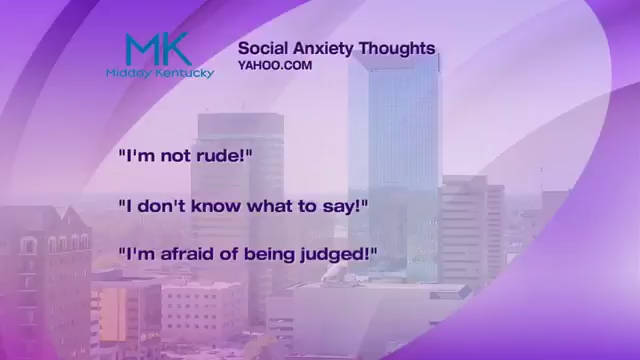 MK
Midday Kentucky
Social Anxiety Thoughts
YAHOO.COM
"I'm not rude!"
"I don't know what to say!"
"I'm afraid of being judged!"